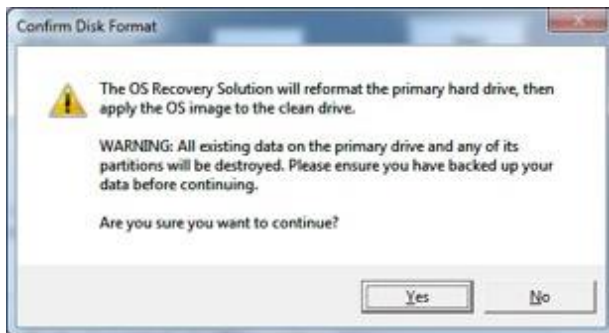 Confirm Disk Format
The OS Recovery Solution will reformat the primary hard drive, then
apply the OS image to the clean drive.
WARNING: All existing data on the primary drive and any of its
partitions will be destroyed. Please ensure you have backed up your
data before continuing.
Are you sure you want to continue?
Yes
No